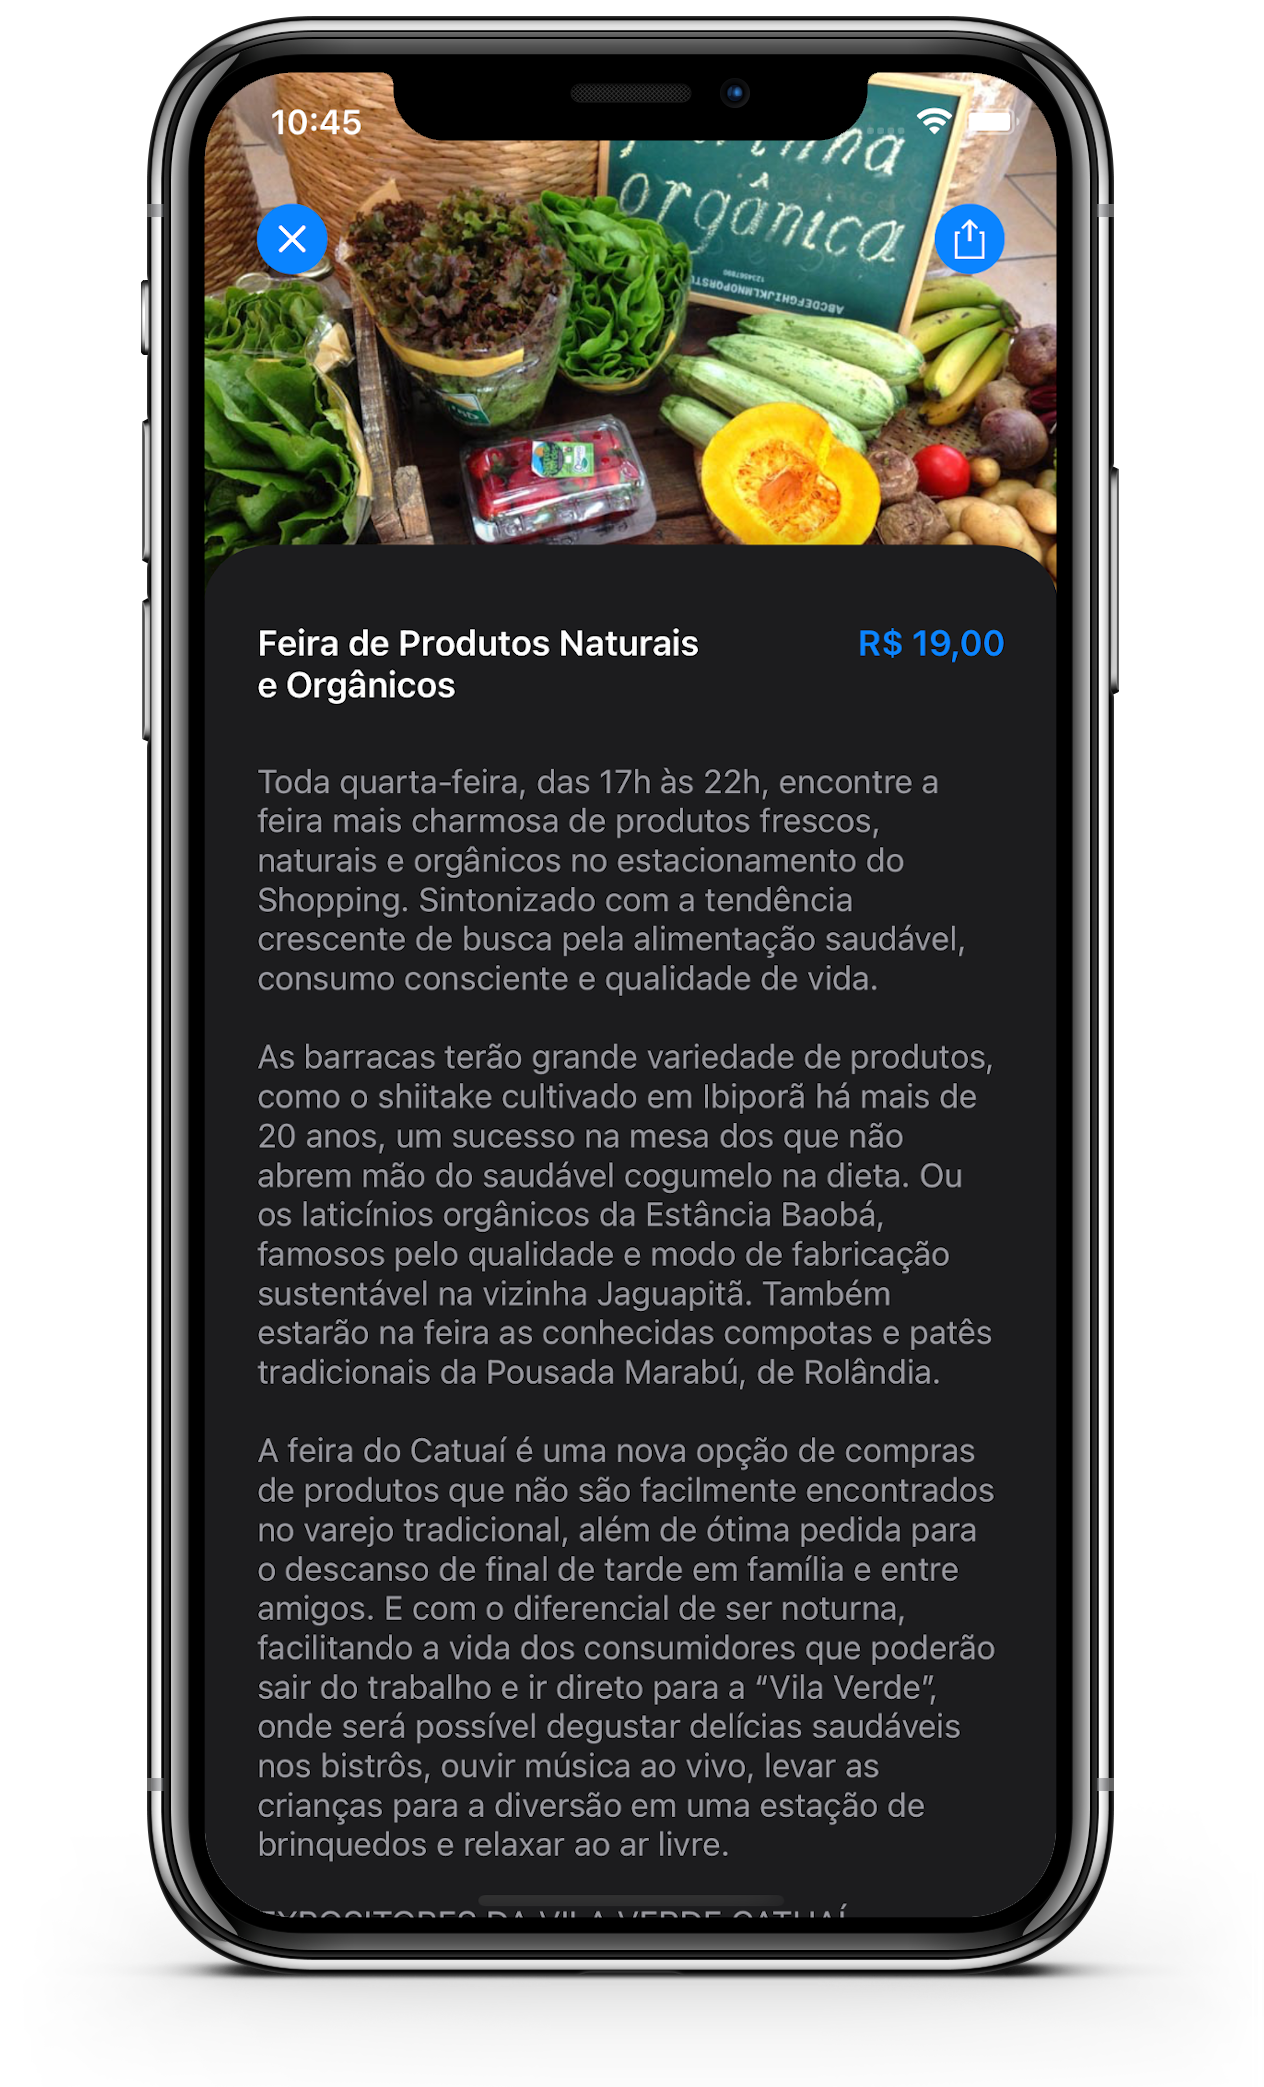 10:45
orgânica
ABCDEFGHIJKLMNOPQRSTU
1234567890
Feira de Produtos Naturais
e Orgânicos
R$ 19,00
Toda quarta-feira, das 17h às 22h, encontre a
feira mais charmosa de produtos frescos,
naturais e orgânicos no estacionamento do
Shopping. Sintonizado com a tendência
crescente de busca pela alimentação saudável,
consumo consciente e qualidade de vida.
As barracas terão grande variedade de produtos,
como o shiitake cultivado em Ibiporã há mais de
20 anos, um sucesso na mesa dos que não
abrem mão do saudável cogumelo na dieta. Ou
os laticínios orgânicos da Estância Baobá,
famosos pelo qualidade e modo de fabricação
sustentável na vizinha Jaguapitã. Também
estarão na feira as conhecidas compotas e patês
tradicionais da Pousada Marabú, de Rolândia.
A feira do Catuaí é uma nova opção de compras
de produtos que não são facilmente encontrados
no varejo tradicional, além de ótima pedida para
o descanso de final de tarde em família e entre
amigos. E com o diferencial de ser noturna,
facilitando a vida dos consumidores que poderão
sair do trabalho e ir direto para a “Vila Verde”,
onde será possível degustar delícias saudáveis
nos bistrôs, ouvir música ao vivo, levar as
crianças para a diversão em uma estação de
brinquedos e relaxar ao ar livre.
EXPOSITORES DA VILA VERDE CATUAÍ